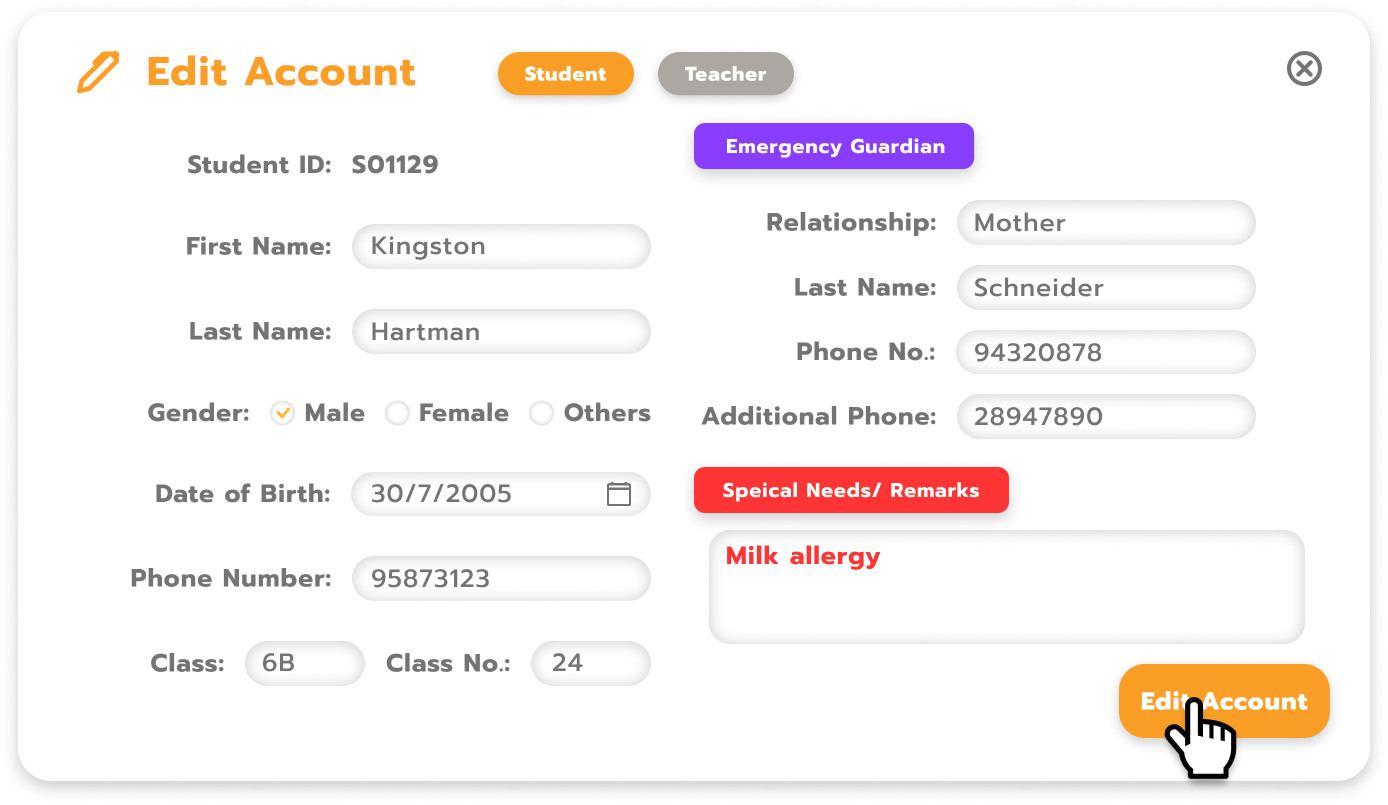 Edit Account
Student
Teacher
Student ID: S01129
First Name: Kingston
Last Name: Hartman
Gender: Male Female Others
Date of Birth: 30/7/2005
Phone Number: 95873123
Class: 6B Class No.: 24
Emergency Guardian
Relationship: Mother
Last Name: Schneider
Phone No.: 94320878
Additional Phone: 28947890
Speical Needs/ Remarks
Milk allergy
Edit Account